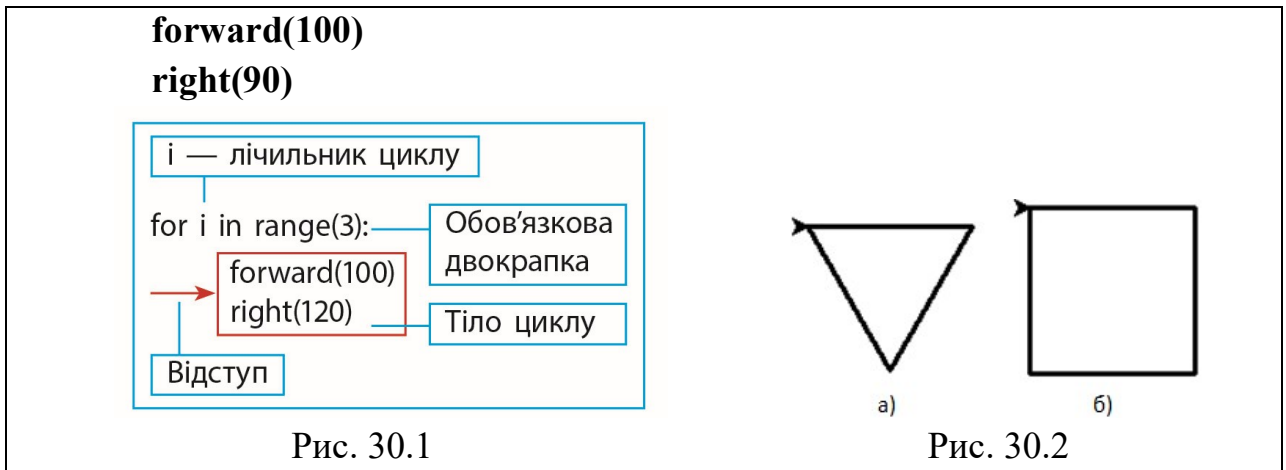 forward(100)
right(90)
i — лічильник циклу
for i in range(3):
Обов'язкова
двокрапка
forward(100)
right(120)
Тіло циклу
Відступ
Рис. 30.1
а)
б)
Рис. 30.2